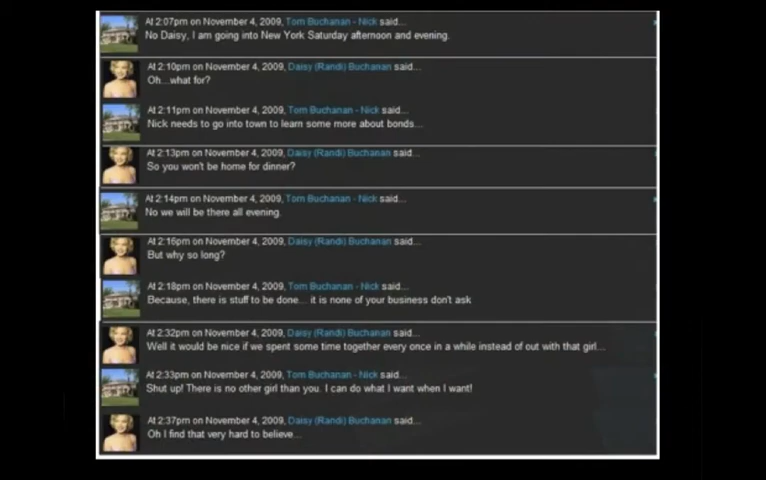 At 2:07pm on November 4, 2009, Tom Buchanan - Nick said...
No Daisy, I am going into New York Saturday afternoon and evening.
At 2:10pm on November 4, 2009, Daisy (Randi) Buchanan said...
Oh...what for?
At 2:11pm on November 4, 2009, Tom Buchanan - Nick said...
Nick needs to go into town to learn some more about bonds...
At 2:13pm on November 4, 2009, Daisy (Randi) Buchanan said...
So you won't be home for dinner?
At 2:14pm on November 4, 2009, Tom Buchanan - Nick said...
No we will be there all evening.
At 2:16pm on November 4, 2009, Daisy (Randi) Buchanan said...
But why so long?
At 2:18pm on November 4, 2009, Tom Buchanan - Nick said...
Because, there is stuff to be done... it is none of your business don't ask
At 2:32pm on November 4, 2009, Daisy (Randi) Buchanan said...
Well it would be nice if we spent some time together every once in a while instead of out with that girl...
At 2:33pm on November 4, 2009, Tom Buchanan - Nick said...
Shut up! There is no other girl than you. I can do what I want when I want!
At 2:37pm on November 4, 2009, Daisy (Randi) Buchanan said...
Oh I find that very hard to believe...